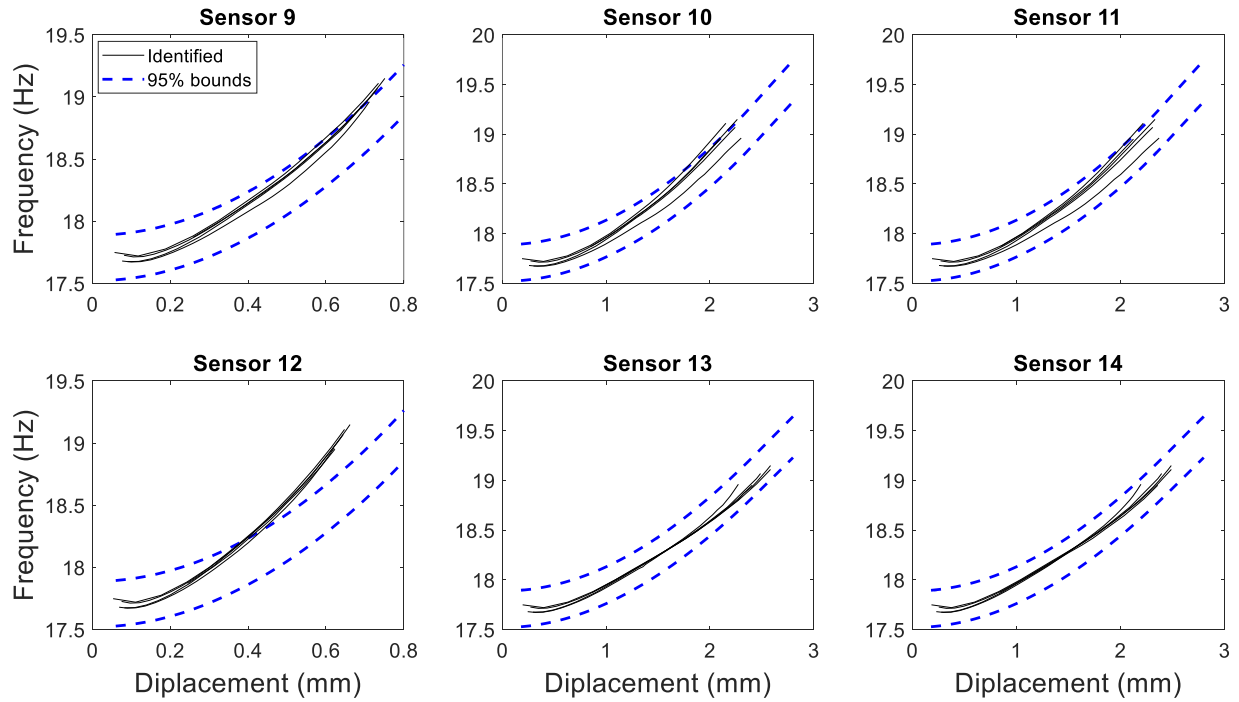 Sensor 9
Sensor 10
Sensor 11
Identified
95% bounds
Frequency (Hz)
19.5
19
18.5
18
17.5
0 0.2 0.4 0.6 0.8
20
19.5
19
18.5
18
17.5
0 1 2 3
20
19.5
19
18.5
18
17.5
0 1 2 3
Sensor 12
Sensor 13
Sensor 14
Frequency (Hz)
19.5
19
18.5
18
17.5
0 0.2 0.4 0.6 0.8
Diplacement (mm)
20
19.5
19
18.5
18
17.5
0 1 2 3
Diplacement (mm)
20
19.5
19
18.5
18
17.5
0 1 2 3
Diplacement (mm)